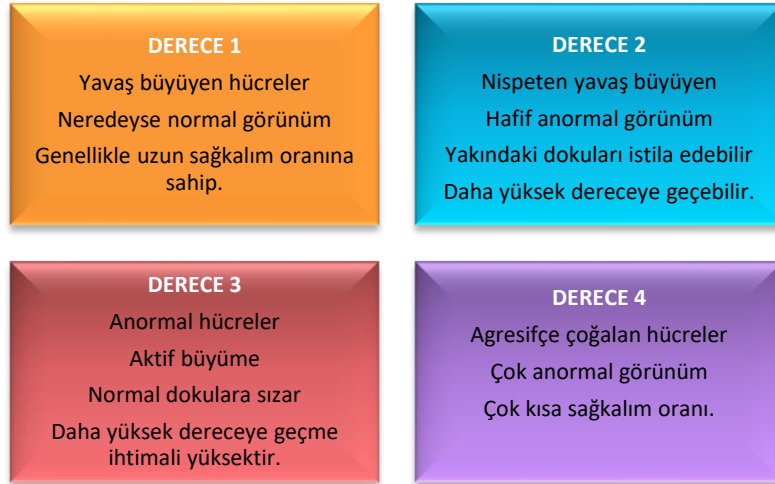 DERECE 1
Yavaş büyüyen hücreler
Neredeyse normal görünüm
Genellikle uzun sağkalım oranına
sahip.
DERECE 2
Nispeten yavaş büyüyen
Hafif anormal görünüm
Yakındaki dokuları istila edebilir
Daha yüksek dereceye geçebilir.
DERECE 3
Anormal hücreler
Aktif büyüme
Normal dokulara sızar
Daha yüksek dereceye geçme
ihtimali yüksektir.
DERECE 4
Agresifçe çoğalan hücreler
Çok anormal görünüm
Çok kısa sağkalım oranı.